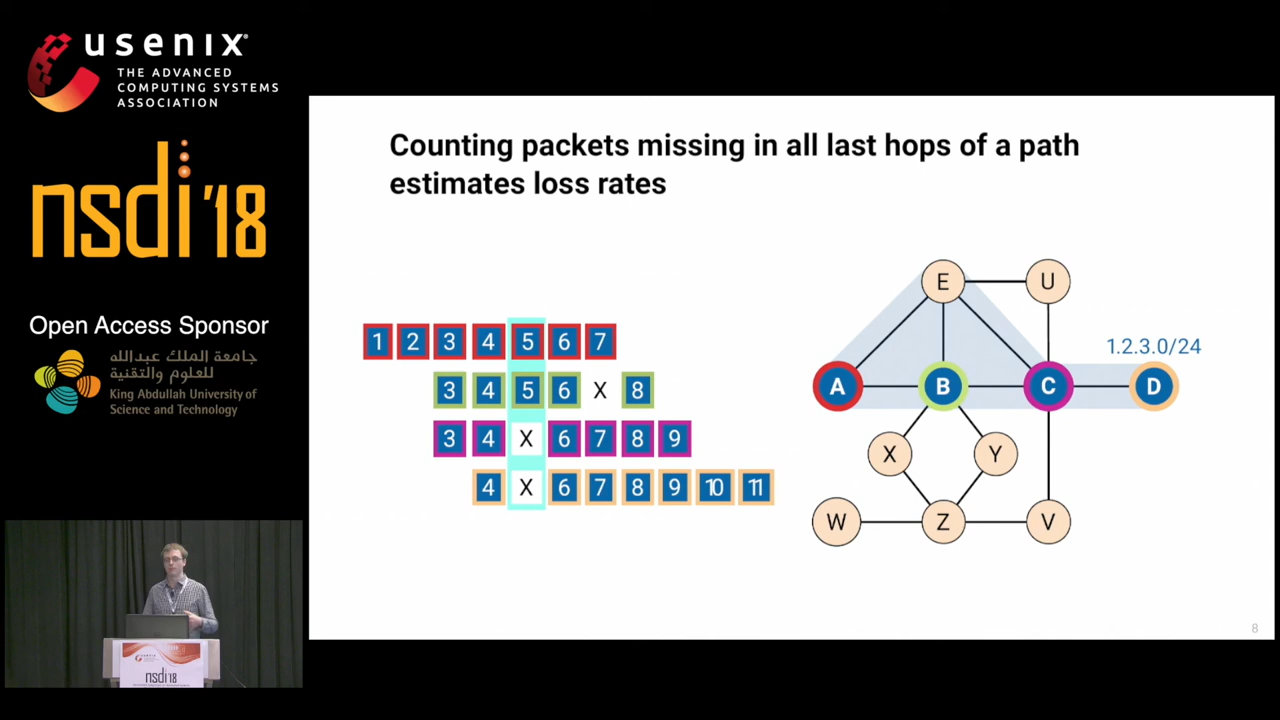 usenix
THE ADVANCED
COMPUTING SYSTEMS
ASSOCIATION
nsdi '18
Open Access Sponsor
جامعة الملك عبدالله
للعلوم والتقنية
King Abdullah University of
Science and Technology
Counting packets missing in all last hops of a path
estimates loss rates
1 2 3 4 5 6 7
3 4 5 6 X 8
3 4 X 6 7 8 9
4 X 6 7 8 9 10 11
E U
1.2.3.0/24
A B C D
X Y
W Z V
8
usenix
nsdi '18